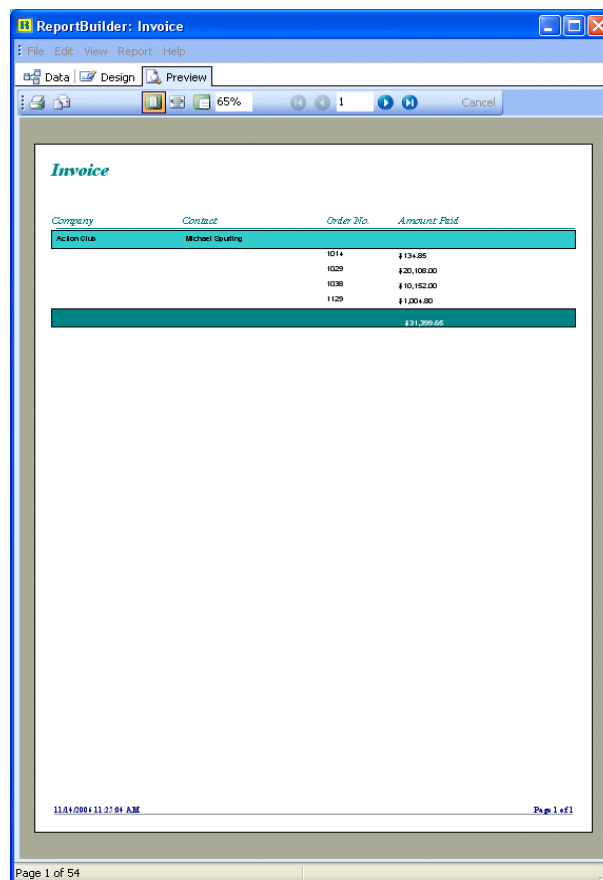 ReportBuilder: Invoice
File Edit View Report Help
Data Design Preview
65% 1 Cancel
Invoice
Company Contact Order No. Amount Paid
Action Club Michael Spurling
1014 $134.85
1029 $20,108.00
1038 $10,152.00
1129 $1,004.80
$31,399.65
11/14/2004 11:25:04 AM Page 1 of 1
Page 1 of 54